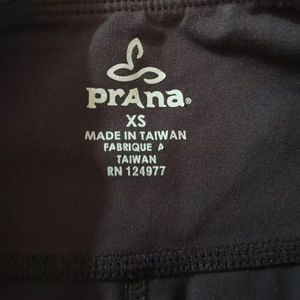 prAna®
XS
MADE IN TAIWAN
FABRIQUE A
TAIWAN
RN 124977